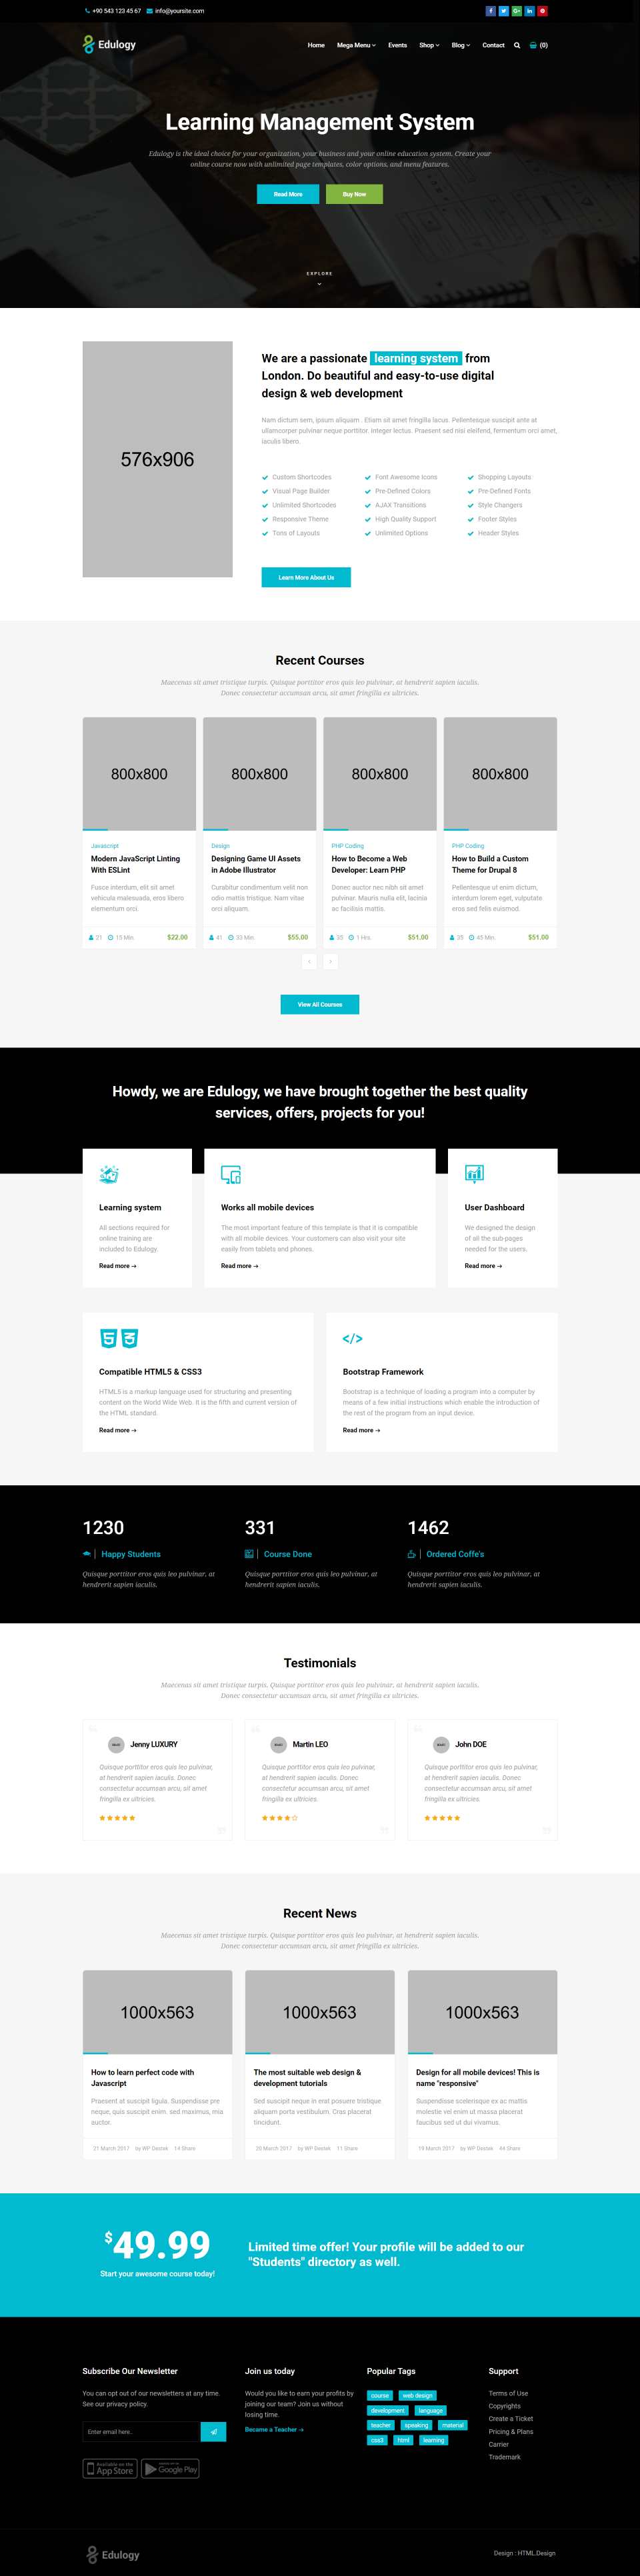 +90 543 123 45 67 info@yoursite.com
Edulogy
Home Mega Menu Events Shop Blog Contact (0)
Learning Management System
Edulogy is the ideal choice for your organization, your business and your online education system. Create your
online course now with unlimited page templates, color options, and menu features.
Read More Buy Now
EXPLORE
576x906
We are a passionate learning system from
London. Do beautiful and easy-to-use digital
design & web development
Nam dictum sem, ipsum aliquam . Etiam sit amet fringilla lacus. Pellentesque suscipit ante at
ullamcorper pulvinar neque porttitor. Integer lectus. Praesent sed nisi eleifend, fermentum orci amet,
iaculis libero.
Custom Shortcodes Font Awesome Icons Shopping Layouts
Visual Page Builder Pre-Defined Colors Pre-Defined Fonts
Unlimited Shortcodes AJAX Transitions Style Changers
Responsive Theme High Quality Support Footer Styles
Tons of Layouts Unlimited Options Header Styles
Learn More About Us
Recent Courses
Maecenas sit amet tristique turpis. Quisque porttitor eros quis leo pulvinar, at hendrerit sapien iaculis.
Donec consectetur accumsan arcu, sit amet fringilla ex ultricies.
800x800 800x800 800x800 800x800
Javascript
Modern JavaScript Linting
With ESLint
Fusce interdum, elit sit amet
vehicula malesuada, eros libero
elementum orci.
21 15 Min. $22.00
Design
Designing Game UI Assets
in Adobe Illustrator
Curabitur condimentum velit non
odio mattis tristique. Nam vitae
orci aliquam.
41 33 Min. $55.00
PHP Coding
How to Become a Web
Developer: Learn PHP
Donec auctor nec nibh sit amet
pulvinar. Mauris nulla elit, lacinia
ac facilisis mattis.
35 1 Hrs. $51.00
PHP Coding
How to Build a Custom
Theme for Drupal 8
Pellentesque ut enim dictum,
interdum lorem eget, vulputate
eros sed felis euismod.
35 45 Min. $51.00
View All Courses
Howdy, we are Edulogy, we have brought together the best quality
services, offers, projects for you!
Learning system
All sections required for
online training are
included to Edulogy.
Read more
Works all mobile devices
The most important feature of this template is that it is compatible
with all mobile devices. Your customers can also visit your site
easily from tablets and phones.
Read more
User Dashboard
We designed the design
of all the sub pages
needed for the users.
Read more
Compatible HTML5 & CSS3
HTML5 is a markup language used for structuring and presenting
content on the World Wide Web. It is the fifth and current version of
the HTML standard.
Read more
</>
Bootstrap Framework
Bootstrap is a technique of loading a program into a computer by
means of a few initial instructions which enable the introduction of
the rest of the program from an input device.
Read more
1230 331 1462
Happy Students Course Done Ordered Coffe's
Quisque porttitor eros quis leo pulvinar, at
hendrerit sapien iaculis.
Quisque porttitor eros quis leo pulvinar, at
hendrerit sapien iaculis.
Quisque porttitor eros quis leo pulvinar, at
hendrerit sapien iaculis.
Testimonials
Maecenas sit amet tristique turpis. Quisque porttitor eros quis leo pulvinar, at hendrerit sapien iaculis.
Donec consectetur accumsan arcu, sit amet fringilla ex ultricies.
Jenny LUXURY
Quisque porttitor eros quis leo pulvinar,
at hendrerit sapien iaculis. Donec
consectetur accumsan arcu, sit amet
fringilla ex ultricies.
Martin LEO
Quisque porttitor eros quis leo pulvinar,
at hendrerit sapien iaculis. Donec
consectetur accumsan arcu, sit amet
fringilla ex ultricies.
John DOE
Quisque porttitor eros quis leo pulvinar,
at hendrerit sapien iaculis. Donec
consectetur accumsan arcu, sit amet
fringilla ex ultricies.
Recent News
Maecenas sit amet tristique turpis. Quisque porttitor eros quis leo pulvinar, at hendrerit sapien iaculis.
Donec consectetur accumsan arcu, sit amet fringilla ex ultricies.
1000x563 1000x563 1000x563
How to learn perfect code with
Javascript
Praesent at suscipit ligula. Suspendisse pre
neque, quis suscipit enim. sed maximus, mia
auctor.
21 March 2017 by WP Destek 14 Share
The most suitable web design &
development tutorials
Sed suscipit neque in erat posuere tristique
aliquam porta vestibulum. Cras placerat
tincidunt.
20 March 2017 by WP Destek 11 Share
Design for all mobile devices! This is
name "responsive"
Suspendisse scelerisque ex ac mattis
molestie vel enim ut massa placerat
faucibus sed ut dui vivamus.
19 March 2017 by WP Destek 44 Share
$49.99
Start your awesome course today!
Limited time offer! Your profile will be added to our
"Students" directory as well.
Subscribe Our Newsletter
You can opt out of our newsletters at any time.
See our privacy policy.
Enter email here..
Available on the
App Store
Google Play
Join us today
Would you like to earn your profits by
joining our team? Join us without
losing time.
Became a Teacher
Popular Tags
course web design
development language
teacher speaking material
css3 html learning
Support
Terms of Use
Copyrights
Create a Ticket
Pricing & Plans
Carrier
Trademark
Edulogy
Design : HTML.Design